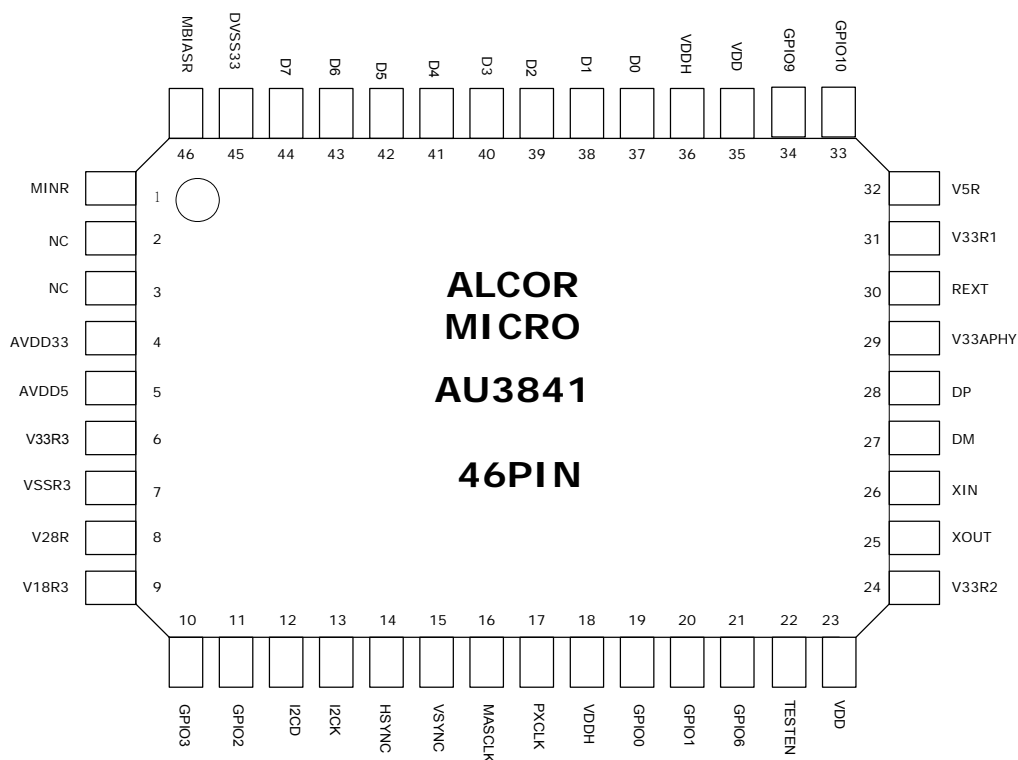 MBIASR
DVSS33
D7
D6
D5
D4
D3
D2
D1
D0
VDDH
VDD
GPIO9
GPIO10
46
45
44
43
42
41
40
39
38
37
36
35
34
33
MINR
1
32
V5R
NC
2
31
V33R1
NC
3
30
REXT
AVDD33
4
29
V33APHY
AVDD5
5
28
DP
V33R3
6
27
DM
VSSR3
7
26
XIN
V28R
8
25
XOUT
V18R3
9
24
V33R2
ALCOR
MICRO
AU3841
46PIN
10
11
12
13
14
15
16
17
18
19
20
21
22
23
GPIO3
GPIO2
I2CD
I2CK
HSYNC
VSYNC
MASCLK
PXCLK
VDDH
GPIO0
GPIO1
GPIO6
TESTEN
VDD